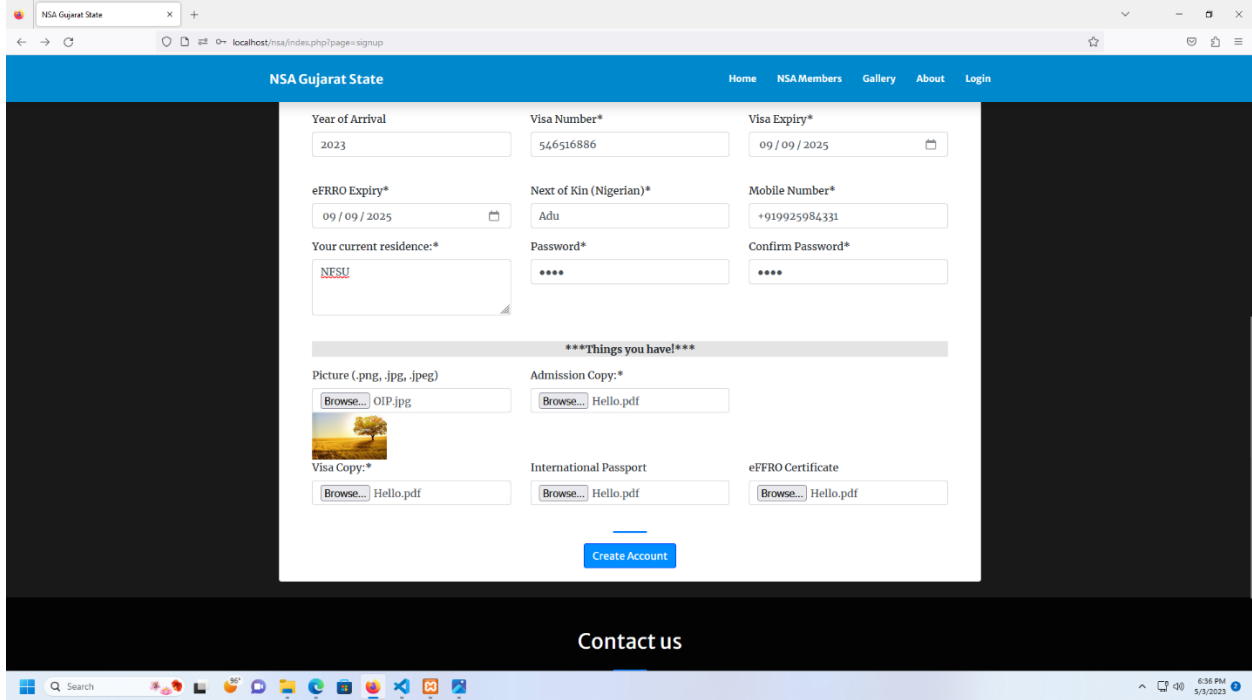 NSA Gujarat State
localhost/nsa/index.php?page=signup
NSA Gujarat State Home NSA Members Gallery About Login
Year of Arrival Visa Number* Visa Expiry*
2023 546516886 09 / 09 / 2025
eFRRO Expiry* Next of Kin (Nigerian)* Mobile Number*
09 / 09 / 2025 Adu +919925984331
Your current residence:* Password* Confirm Password*
NFSU •••• ••••
***Things you have!***
Picture (.png, .jpg, .jpeg) Admission Copy:*
Browse... OIP.jpg Browse... Hello.pdf
Visa Copy:* International Passport eFFRO Certificate
Browse... Hello.pdf Browse... Hello.pdf Browse... Hello.pdf
Create Account
Contact us
Search 96° 6:36 PM 2
5/3/2023